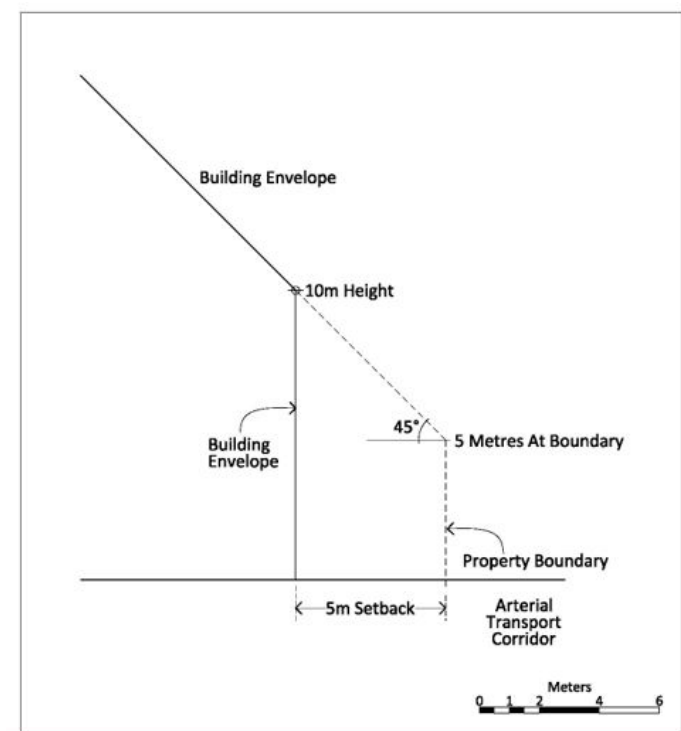 Building Envelope
10m Height
45°
5 Metres At Boundary
Building
Envelope
Property Boundary
5m Setback
Arterial
Transport
Corridor
Meters
0 1 2 4 6